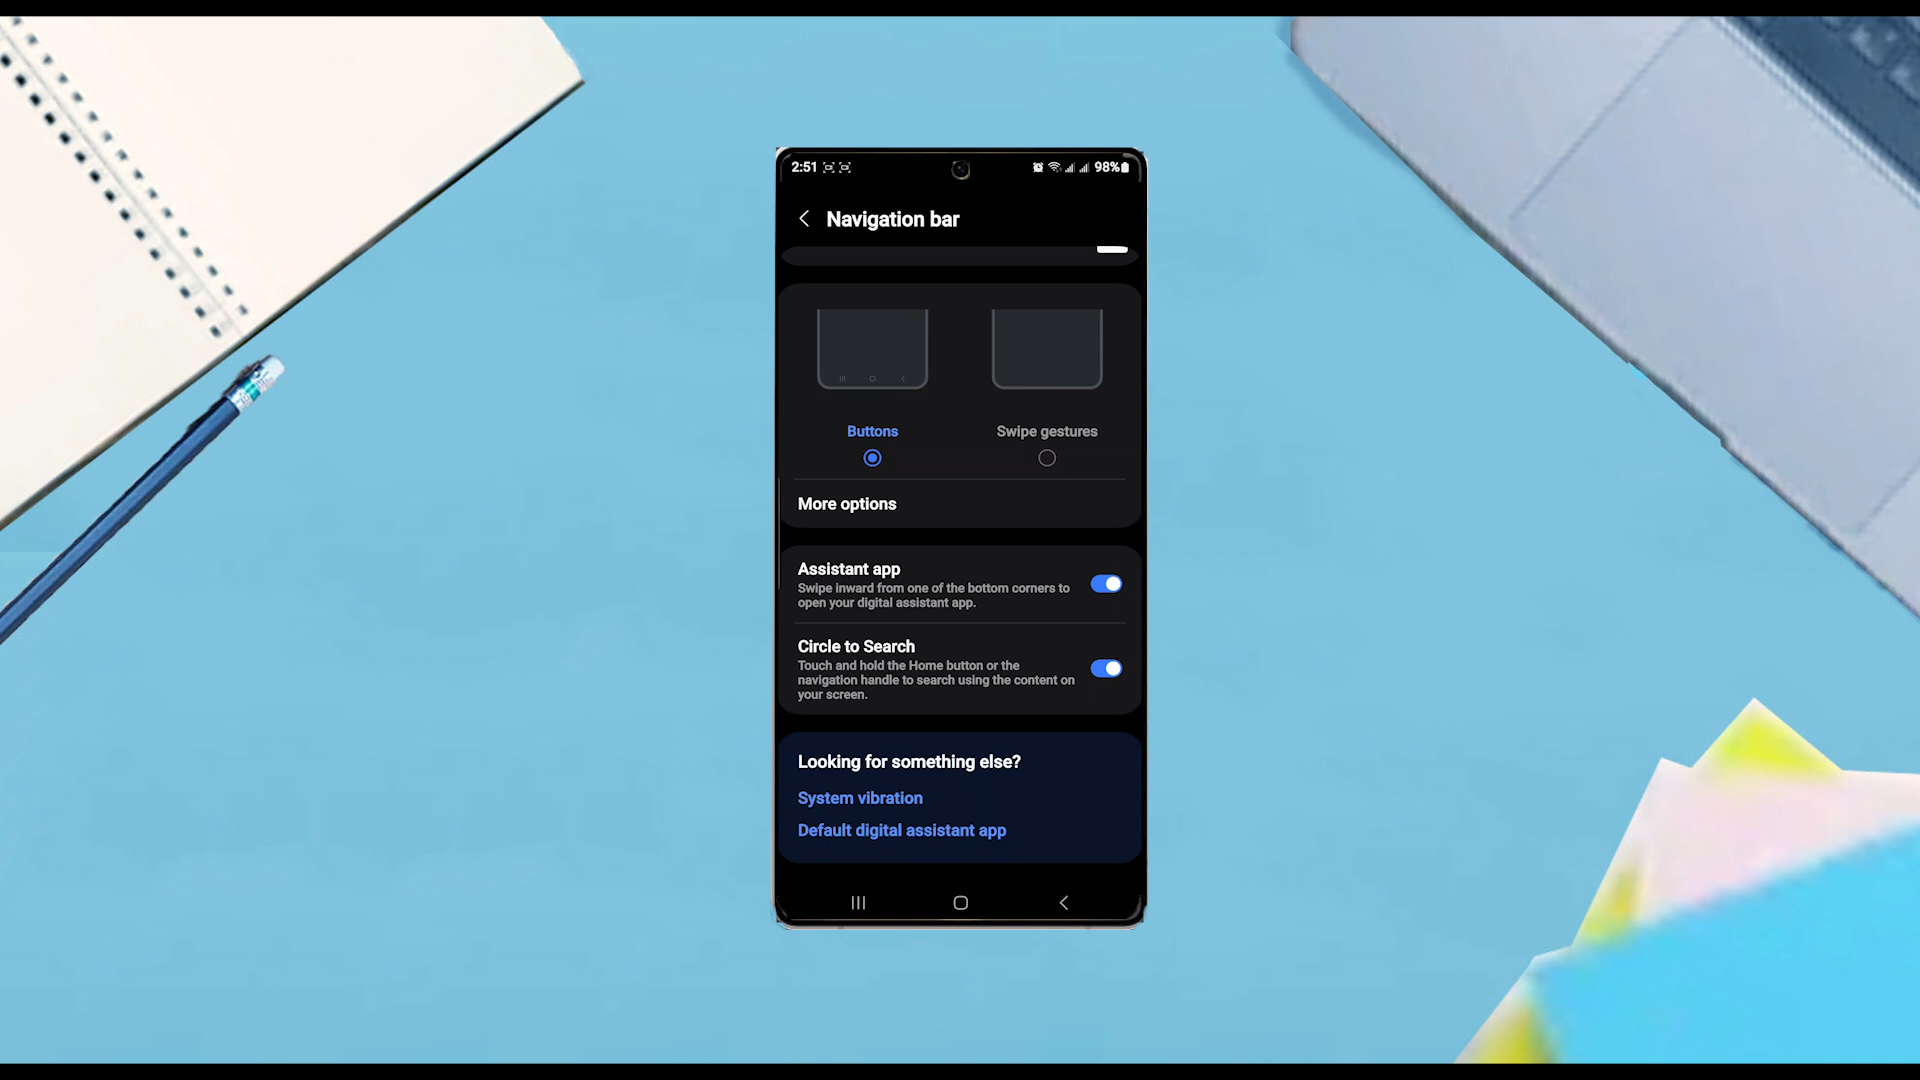 2:51
98%
Navigation bar
Buttons
Swipe gestures
More options
Assistant app
Swipe inward from one of the bottom corners to
open your digital assistant app.
Circle to Search
Touch and hold the Home button or the
navigation handle to search using the content on
your screen.
Looking for something else?
System vibration
Default digital assistant app